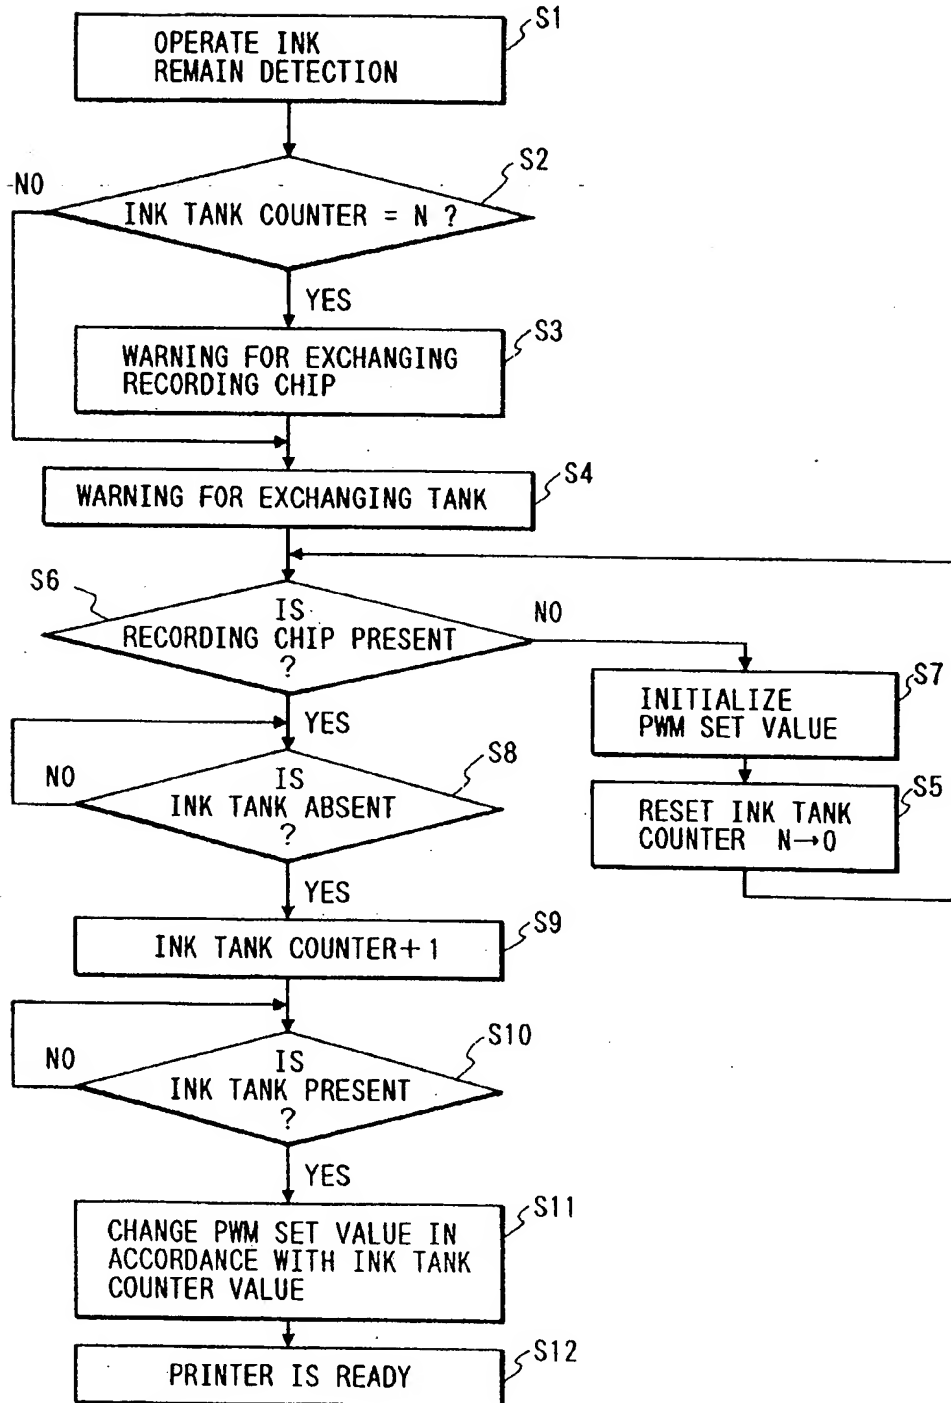 S1
OPERATE INK
REMAIN DETECTION
S2
NO
INK TANK COUNTER = N ?
YES
S3
WARNING FOR EXCHANGING
RECORDING CHIP
S4
WARNING FOR EXCHANGING TANK
S6
IS
RECORDING CHIP PRESENT
?
NO
YES
S7
INITIALIZE
PWM SET VALUE
S8
NO
IS
INK TANK ABSENT
?
S5
RESET INK TANK
COUNTER N→0
YES
S9
INK TANK COUNTER+1
S10
NO
IS
INK TANK PRESENT
?
YES
S11
CHANGE PWM SET VALUE IN
ACCORDANCE WITH INK TANK
COUNTER VALUE
S12
PRINTER IS READY